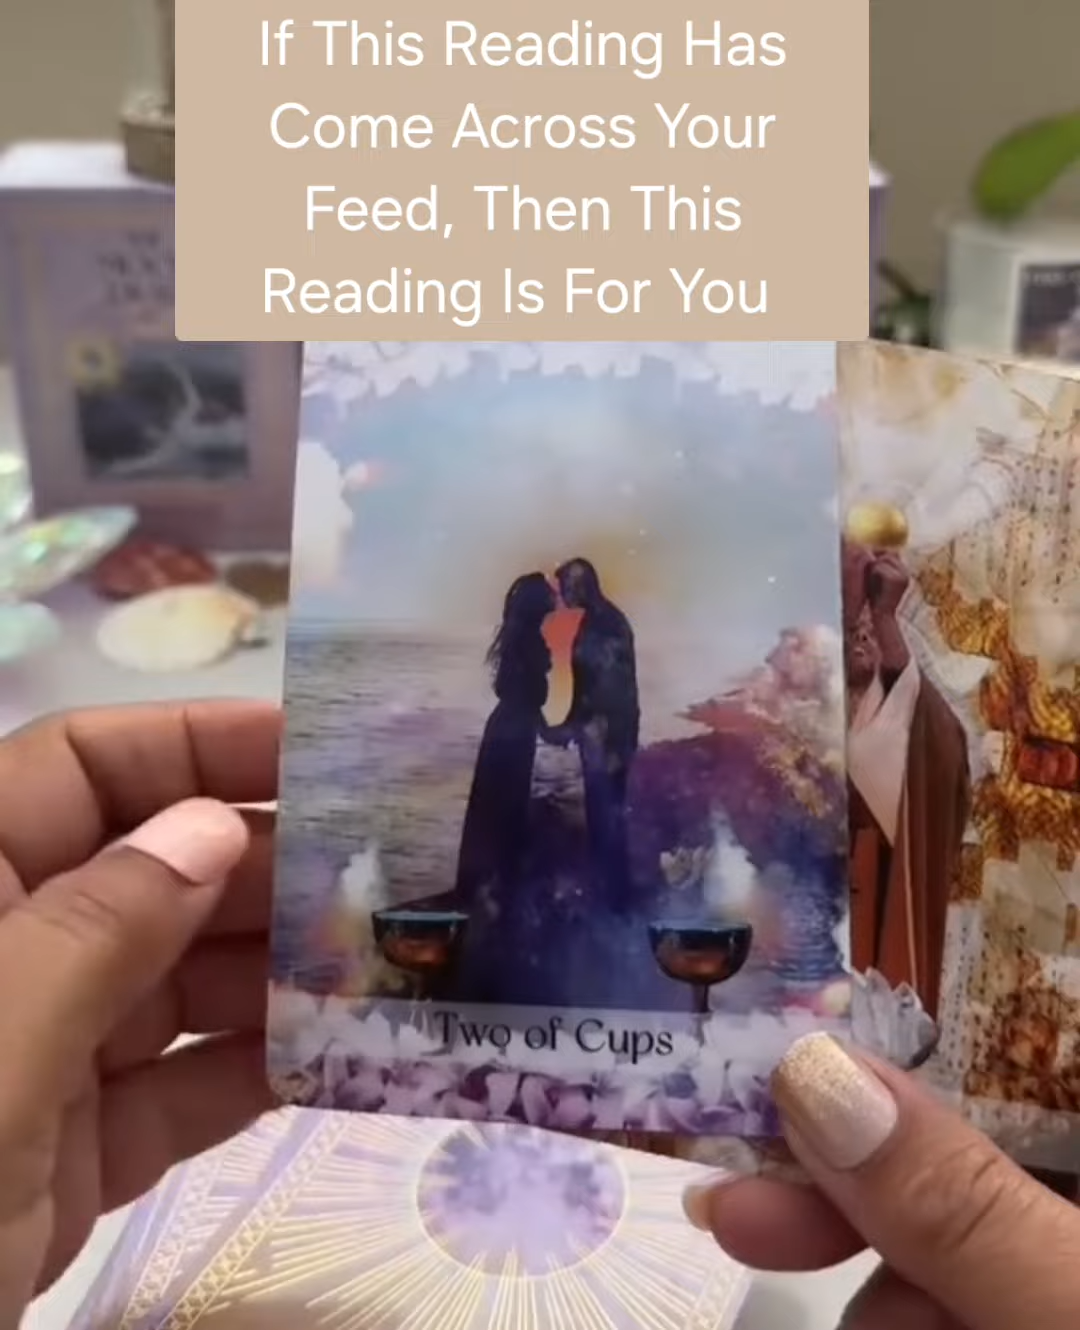 If This Reading Has
Come Across Your
Feed, Then This
Reading Is For You
Two of Cups